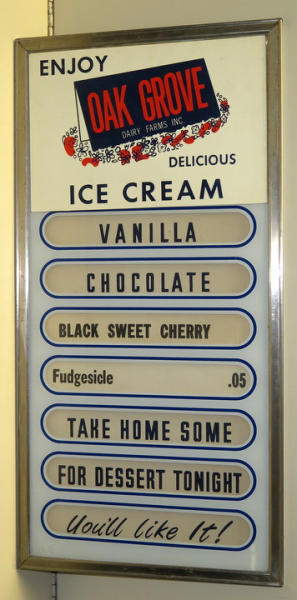 ENJOY
OAK GROVE
DAIRY FARMS INC.
DELICIOUS
ICE CREAM
VANILLA
CHOCOLATE
BLACK SWEET CHERRY
Fudgesicle .05
TAKE HOME SOME
FOR DESSERT TONIGHT
You'll like It!